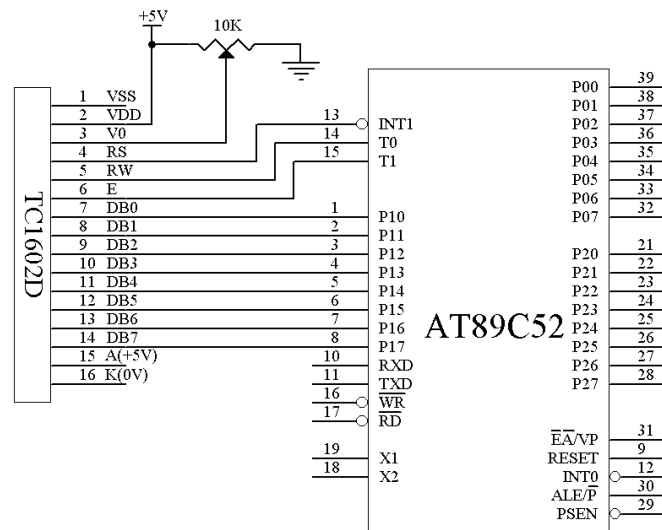 +5V
10K
TC1602D
1 VSS
2 VDD
3 V0
4 RS
5 RW
6 E
7 DB0
8 DB1
9 DB2
10 DB3
11 DB4
12 DB5
13 DB6
14 DB7
15 A(+5V)
16 K(0V)
13 INT1
14 T0
15 T1
1 P10
2 P11
3 P12
4 P13
5 P14
6 P15
7 P16
8 P17
10 RXD
11 TXD
16 WR
17 RD
19 X1
18 X2
AT89C52
P00 39
P01 38
P02 37
P03 36
P04 35
P05 34
P06 33
P07 32
P20 21
P21 22
P22 23
P23 24
P24 25
P25 26
P26 27
P27 28
EA/VP 31
RESET 9
INT0 12
ALE/P 30
PSEN 29